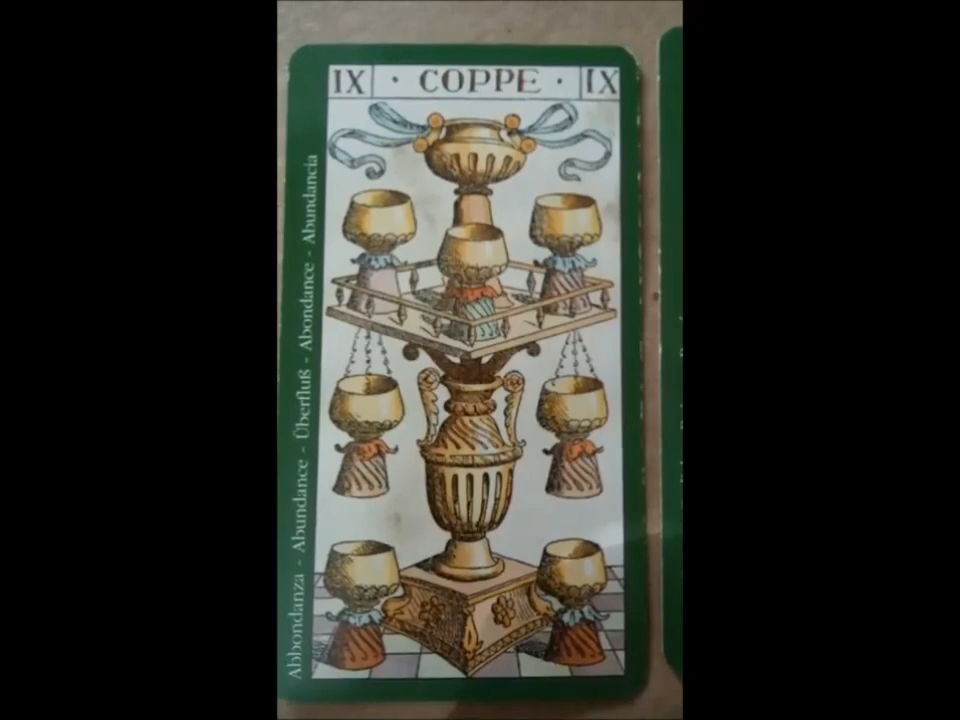 IX · COPPE · IX
Abbondanza - Abundance - Überfluß - Abondance - Abundancia